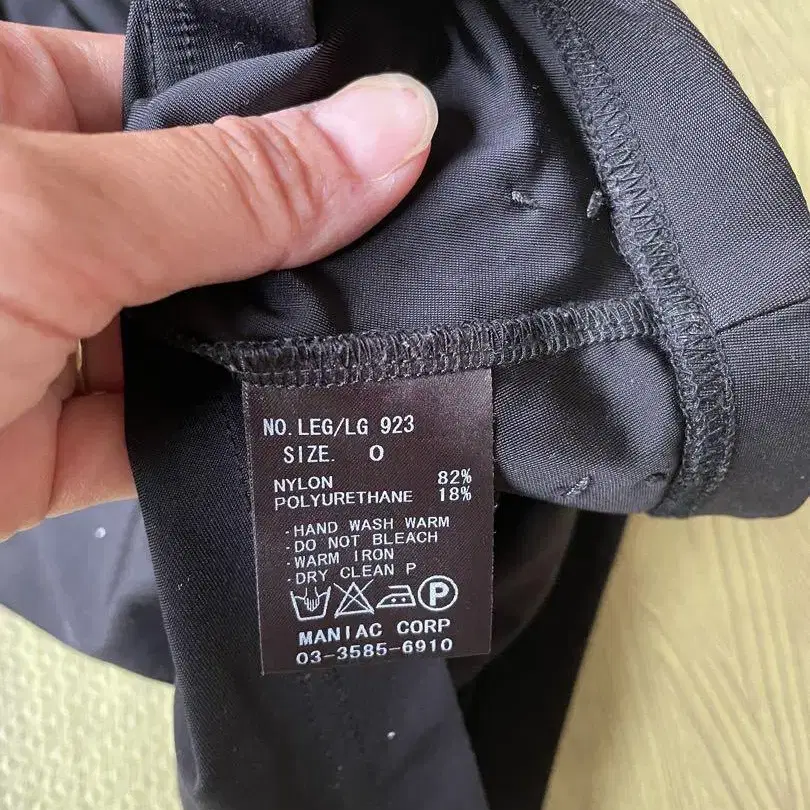 NO. LEG/LG 923
SIZE. O
NYLON 82%
POLYURETHANE 18%
·HAND WASH WARM
·DO NOT BLEACH
·WARM IRON
·DRY CLEAN P
P
MANIAC CORP
03-3585-6910